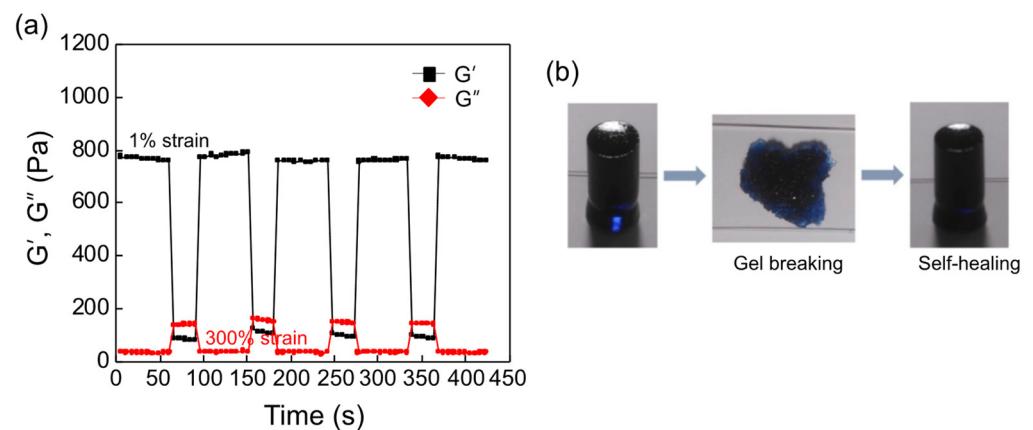 (a)
1200
1000
800
600
400
200
0
G′, G″ (Pa)
G′
G″
1% strain
300% strain
0 50 100 150 200 250 300 350 400 450
Time (s)
(b)
Gel breaking
Self-healing